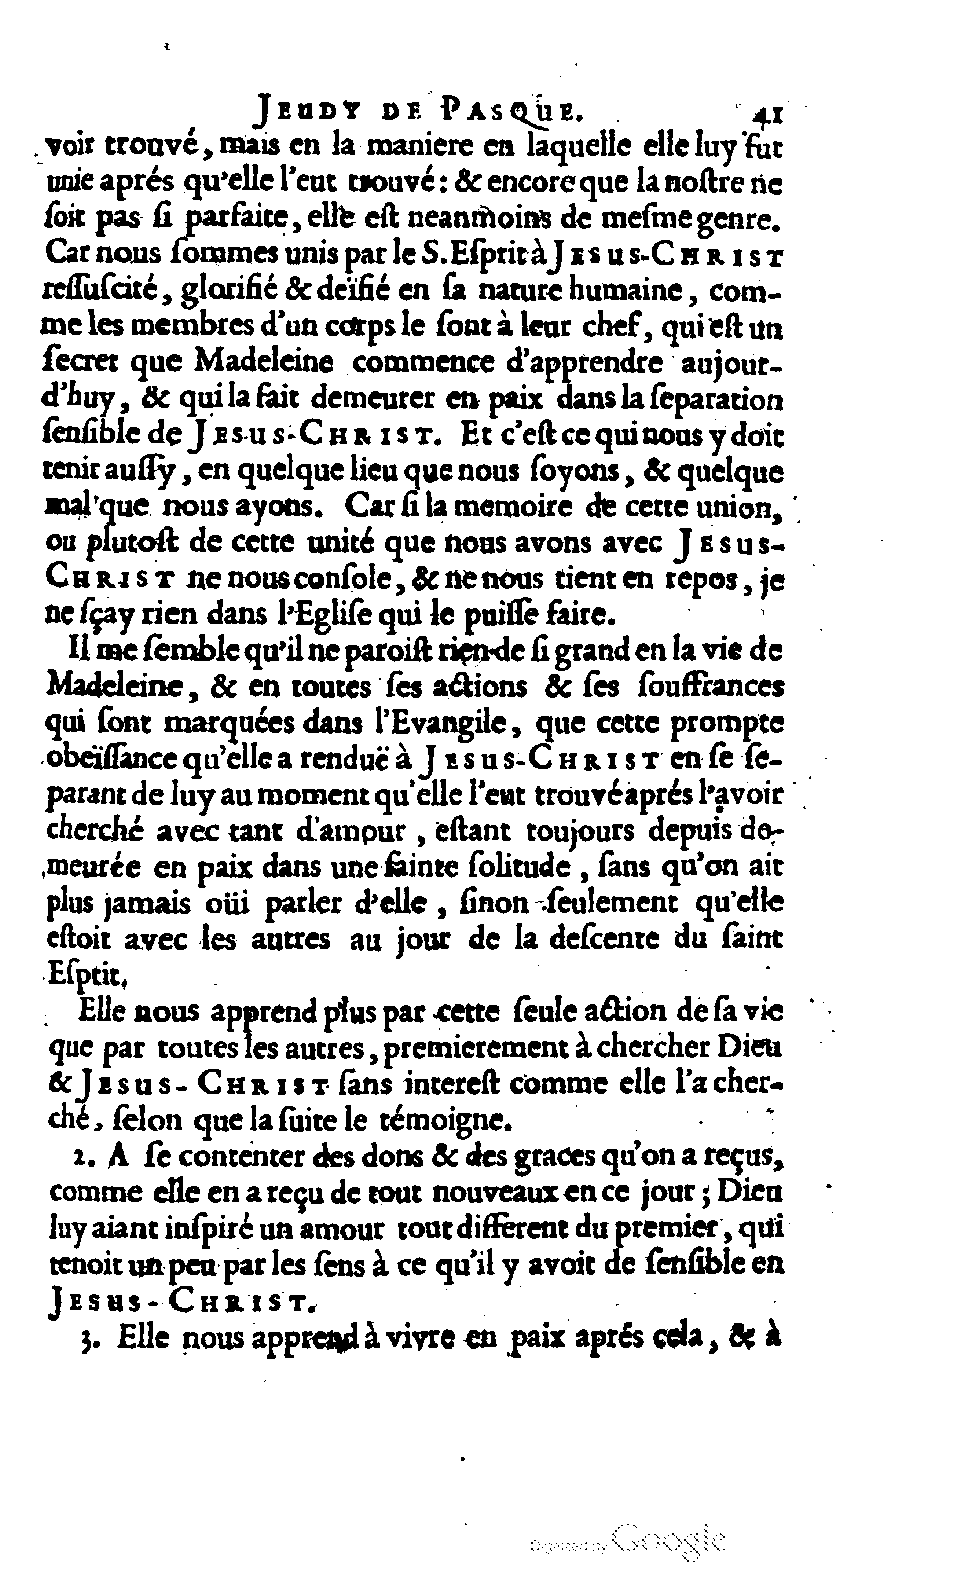 JEUDY DE PASQUE. 41
voir trouvé, mais en la maniere en laquelle elle luy fut
unie aprés qu'elle l'eut trouvé: & encore que la noſtre ne
ſoit pas ſi parfaite, elle eſt neanmoins de meſme genre.
Car nous ſommes unis par le S. Eſprit à JESUS-CHRIST
reſſuſcité, glorifié & deïfié en ſa nature humaine, com-
me les membres d'un corps le ſont à leur chef, qui eſt un
ſecret que Madeleine commence d'apprendre aujour-
d'huy, & qui la fait demeurer en paix dans la ſeparation
ſenſible de JESUS-CHRIST. Et c'eſt ce qui nous y doit
tenir auſſy, en quelque lieu que nous ſoyons, & quelque
mal que nous ayons. Car ſi la memoire de cette union,
ou plutoſt de cette unité que nous avons avec JESUS-
CHRIST ne nous conſole, & ne nous tient en repos, je
ne ſçay rien dans l'Egliſe qui le puiſſe faire.
Il me ſemble qu'il ne paroiſt rien de ſi grand en la vie de
Madeleine, & en toutes ſes actions & ſes ſouffrances
qui ſont marquées dans l'Evangile, que cette prompte
obeïſſance qu'elle a renduë à JESUS-CHRIST en ſe ſe-
parant de luy au moment qu'elle l'eut trouvé aprés l'avoir
cherché avec tant d'amour, eſtant toujours depuis de-
meurée en paix dans une ſainte ſolitude, ſans qu'on ait
plus jamais oüi parler d'elle, ſinon ſeulement qu'elle
eſtoit avec les autres au jour de la deſcente du ſaint
Eſptit,
Elle nous apprend plus par cette ſeule action de ſa vie
que par toutes les autres, premierement à chercher Dieu
& JESUS-CHRIST ſans intereſt comme elle l'a cher-
ché, ſelon que la ſuite le témoigne.
2. A ſe contenter des dons & des graces qu'on a reçus,
comme elle en a reçu de tout nouveaux en ce jour; Dieu
luy aiant inſpiré un amour tout different du premier, qui
tenoit un peu par les ſens à ce qu'il y avoit de ſenſible en
JESUS-CHRIST.
3. Elle nous apprend à vivre en paix aprés cela, & à
Digitized by Google